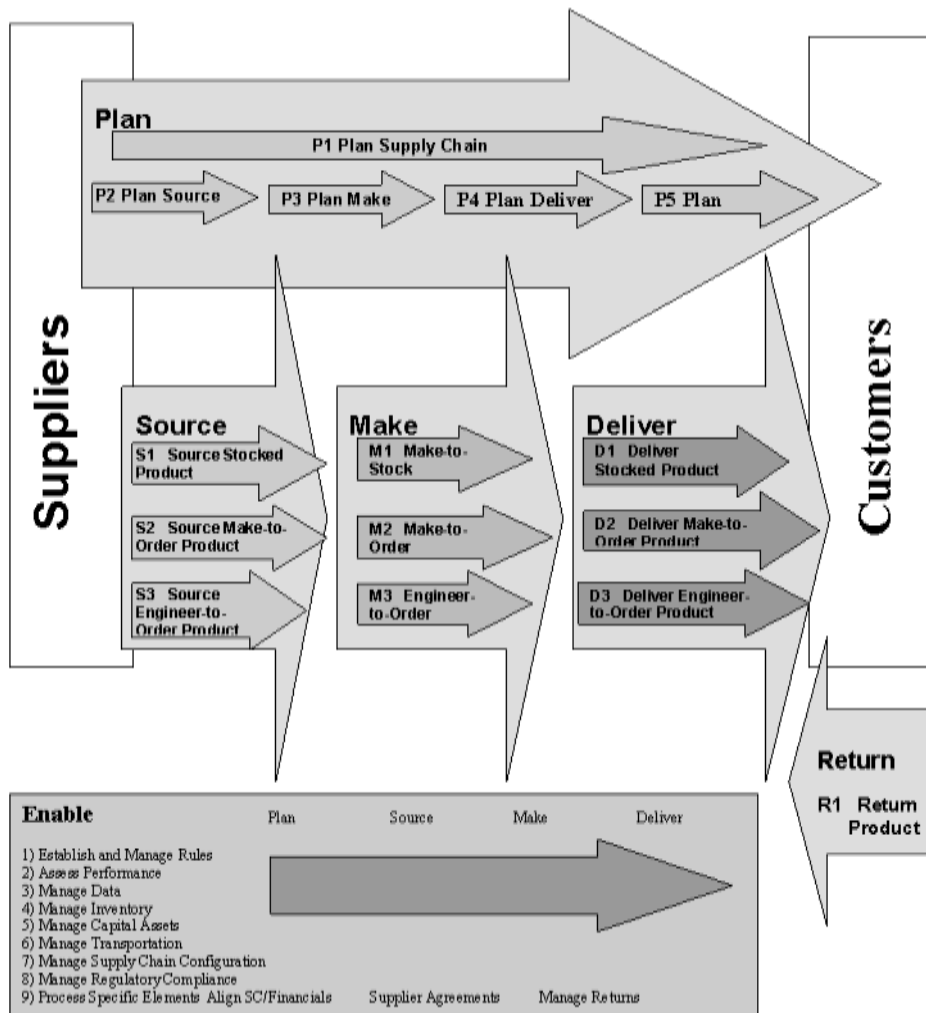 Plan
P1 Plan Supply Chain
P2 Plan Source
P3 Plan Make
P4 Plan Deliver
P5 Plan
Suppliers
Customers
Source
S1 Source Stocked
Product
S2 Source Make-to-
Order Product
S3 Source
Engineer-to-
Order Product
Make
M1 Make-to-
Stock
M2 Make-to-
Order
M3 Engineer-
to-Order
Deliver
D1 Deliver
Stocked Product
D2 Deliver Make-to-
Order Product
D3 Deliver Engineer-
to-Order Product
Return
R1 Return
Product
Enable
Plan Source Make Deliver
1) Establish and Manage Rules
2) Assess Performance
3) Manage Data
4) Manage Inventory
5) Manage Capital Assets
6) Manage Transportation
7) Manage Supply Chain Configuration
8) Manage Regulatory Compliance
9) Process Specific Elements Align SC/Financials Supplier Agreements Manage Returns